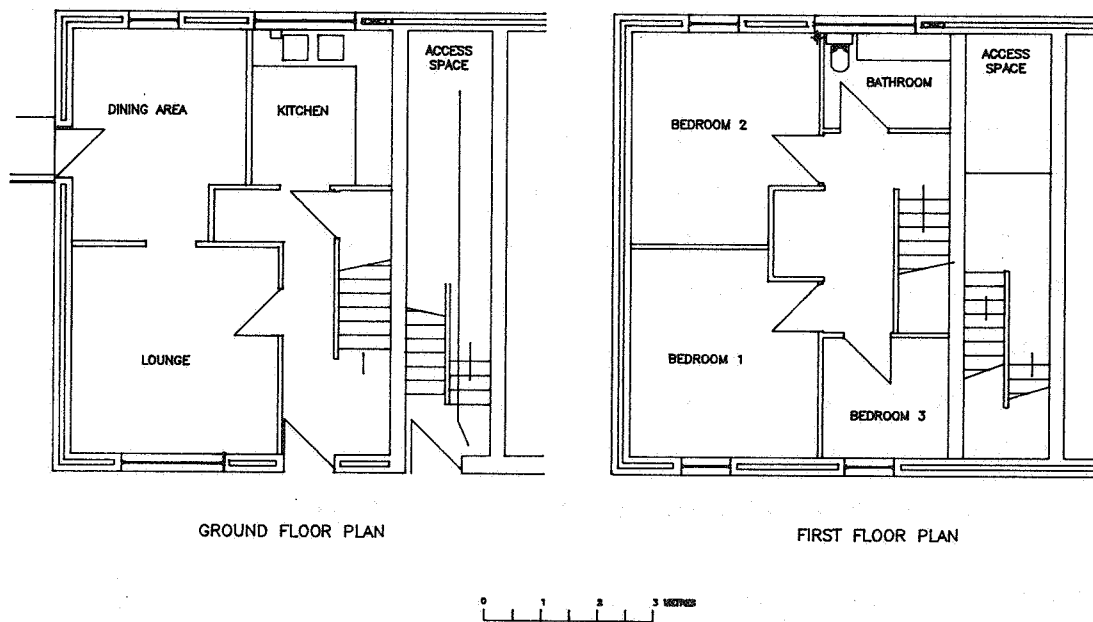 ACCESS
SPACE
DINING AREA
KITCHEN
LOUNGE
GROUND FLOOR PLAN
ACCESS
SPACE
BATHROOM
BEDROOM 2
BEDROOM 1
BEDROOM 3
FIRST FLOOR PLAN
0 1 2 3 METRES